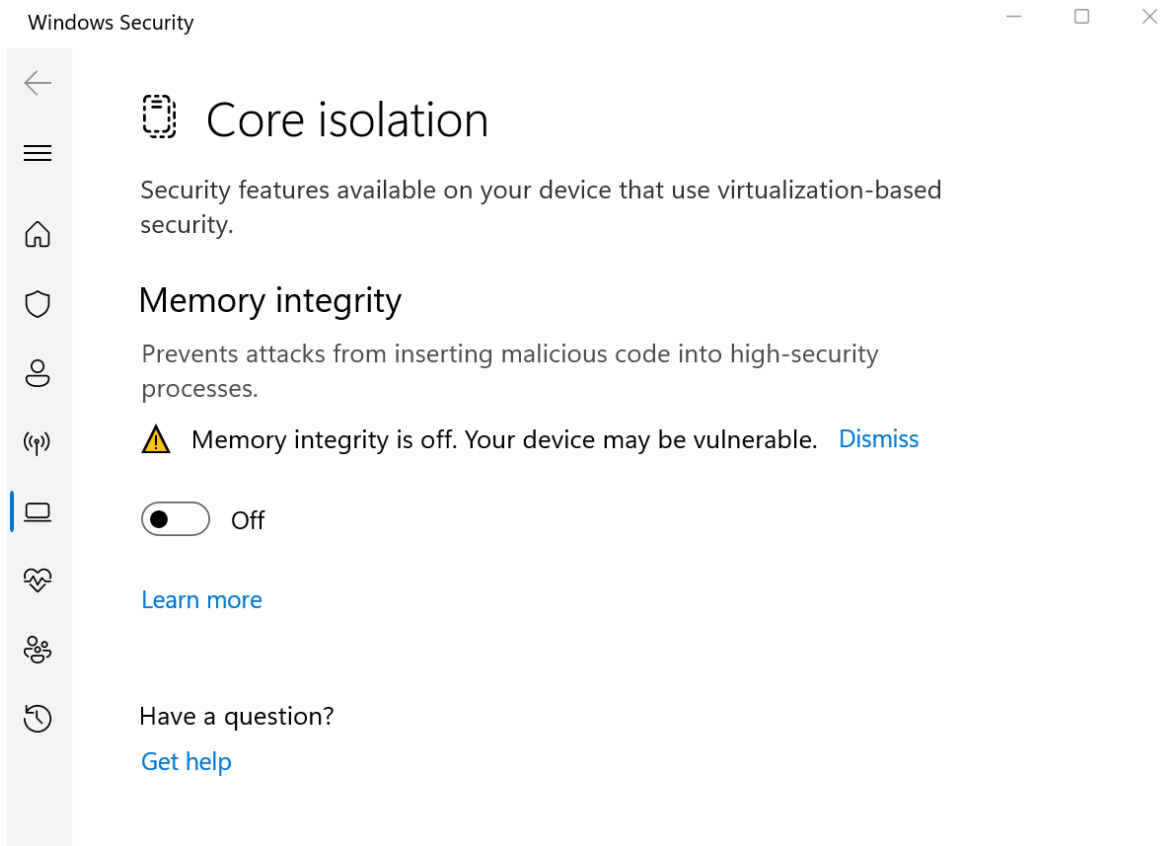 Windows Security
Core isolation
Security features available on your device that use virtualization-based
security.
Memory integrity
Prevents attacks from inserting malicious code into high-security
processes.
Memory integrity is off. Your device may be vulnerable. Dismiss
Off
Learn more
Have a question?
Get help